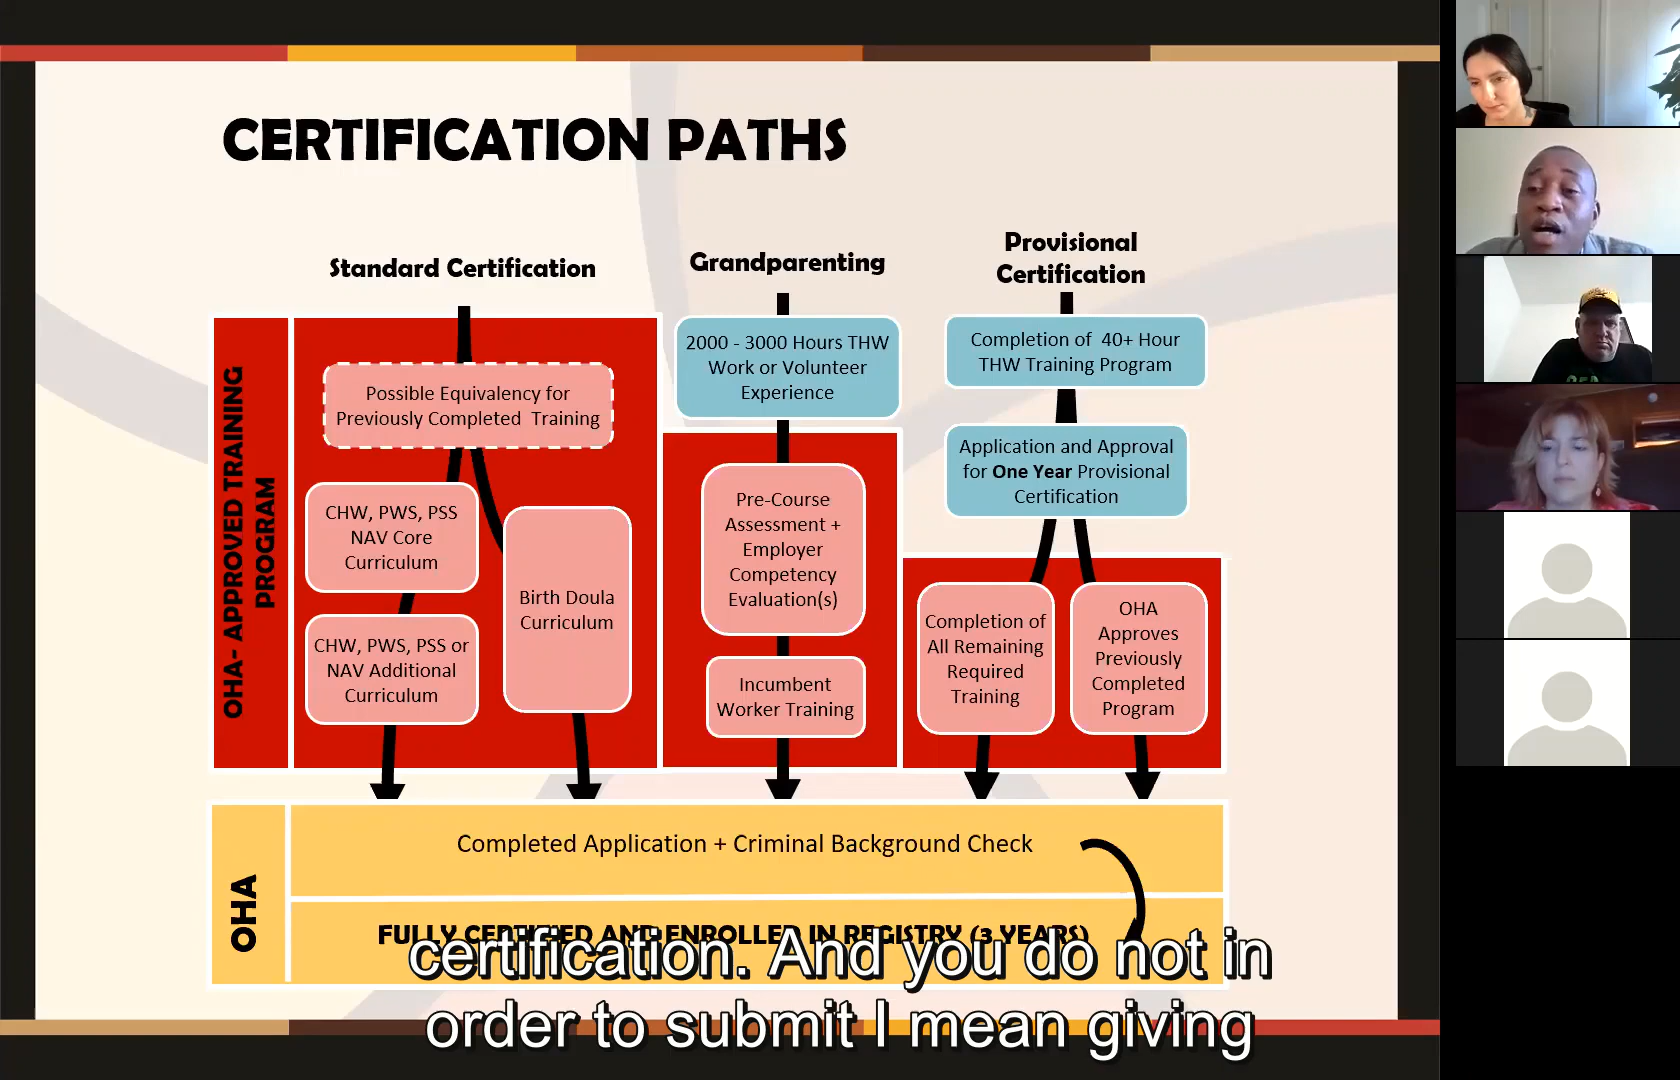 CERTIFICATION PATHS
Standard Certification
Grandparenting
Provisional
Certification
OHA- APPROVED TRAINING
PROGRAM
Possible Equivalency for
Previously Completed Training
CHW, PWS, PSS
NAV Core
Curriculum
CHW, PWS, PSS or
NAV Additional
Curriculum
Birth Doula
Curriculum
2000 - 3000 Hours THW
Work or Volunteer
Experience
Pre-Course
Assessment +
Employer
Competency
Evaluation(s)
Incumbent
Worker Training
Completion of 40+ Hour
THW Training Program
Application and Approval
for One Year Provisional
Certification
Completion of
All Remaining
Required
Training
OHA
Approves
Previously
Completed
Program
OHA
Completed Application + Criminal Background Check
FULLY CERTIFIED AND ENROLLED IN REGISTRY (3 YEARS)
certification. And you do not in
order to submit I mean giving